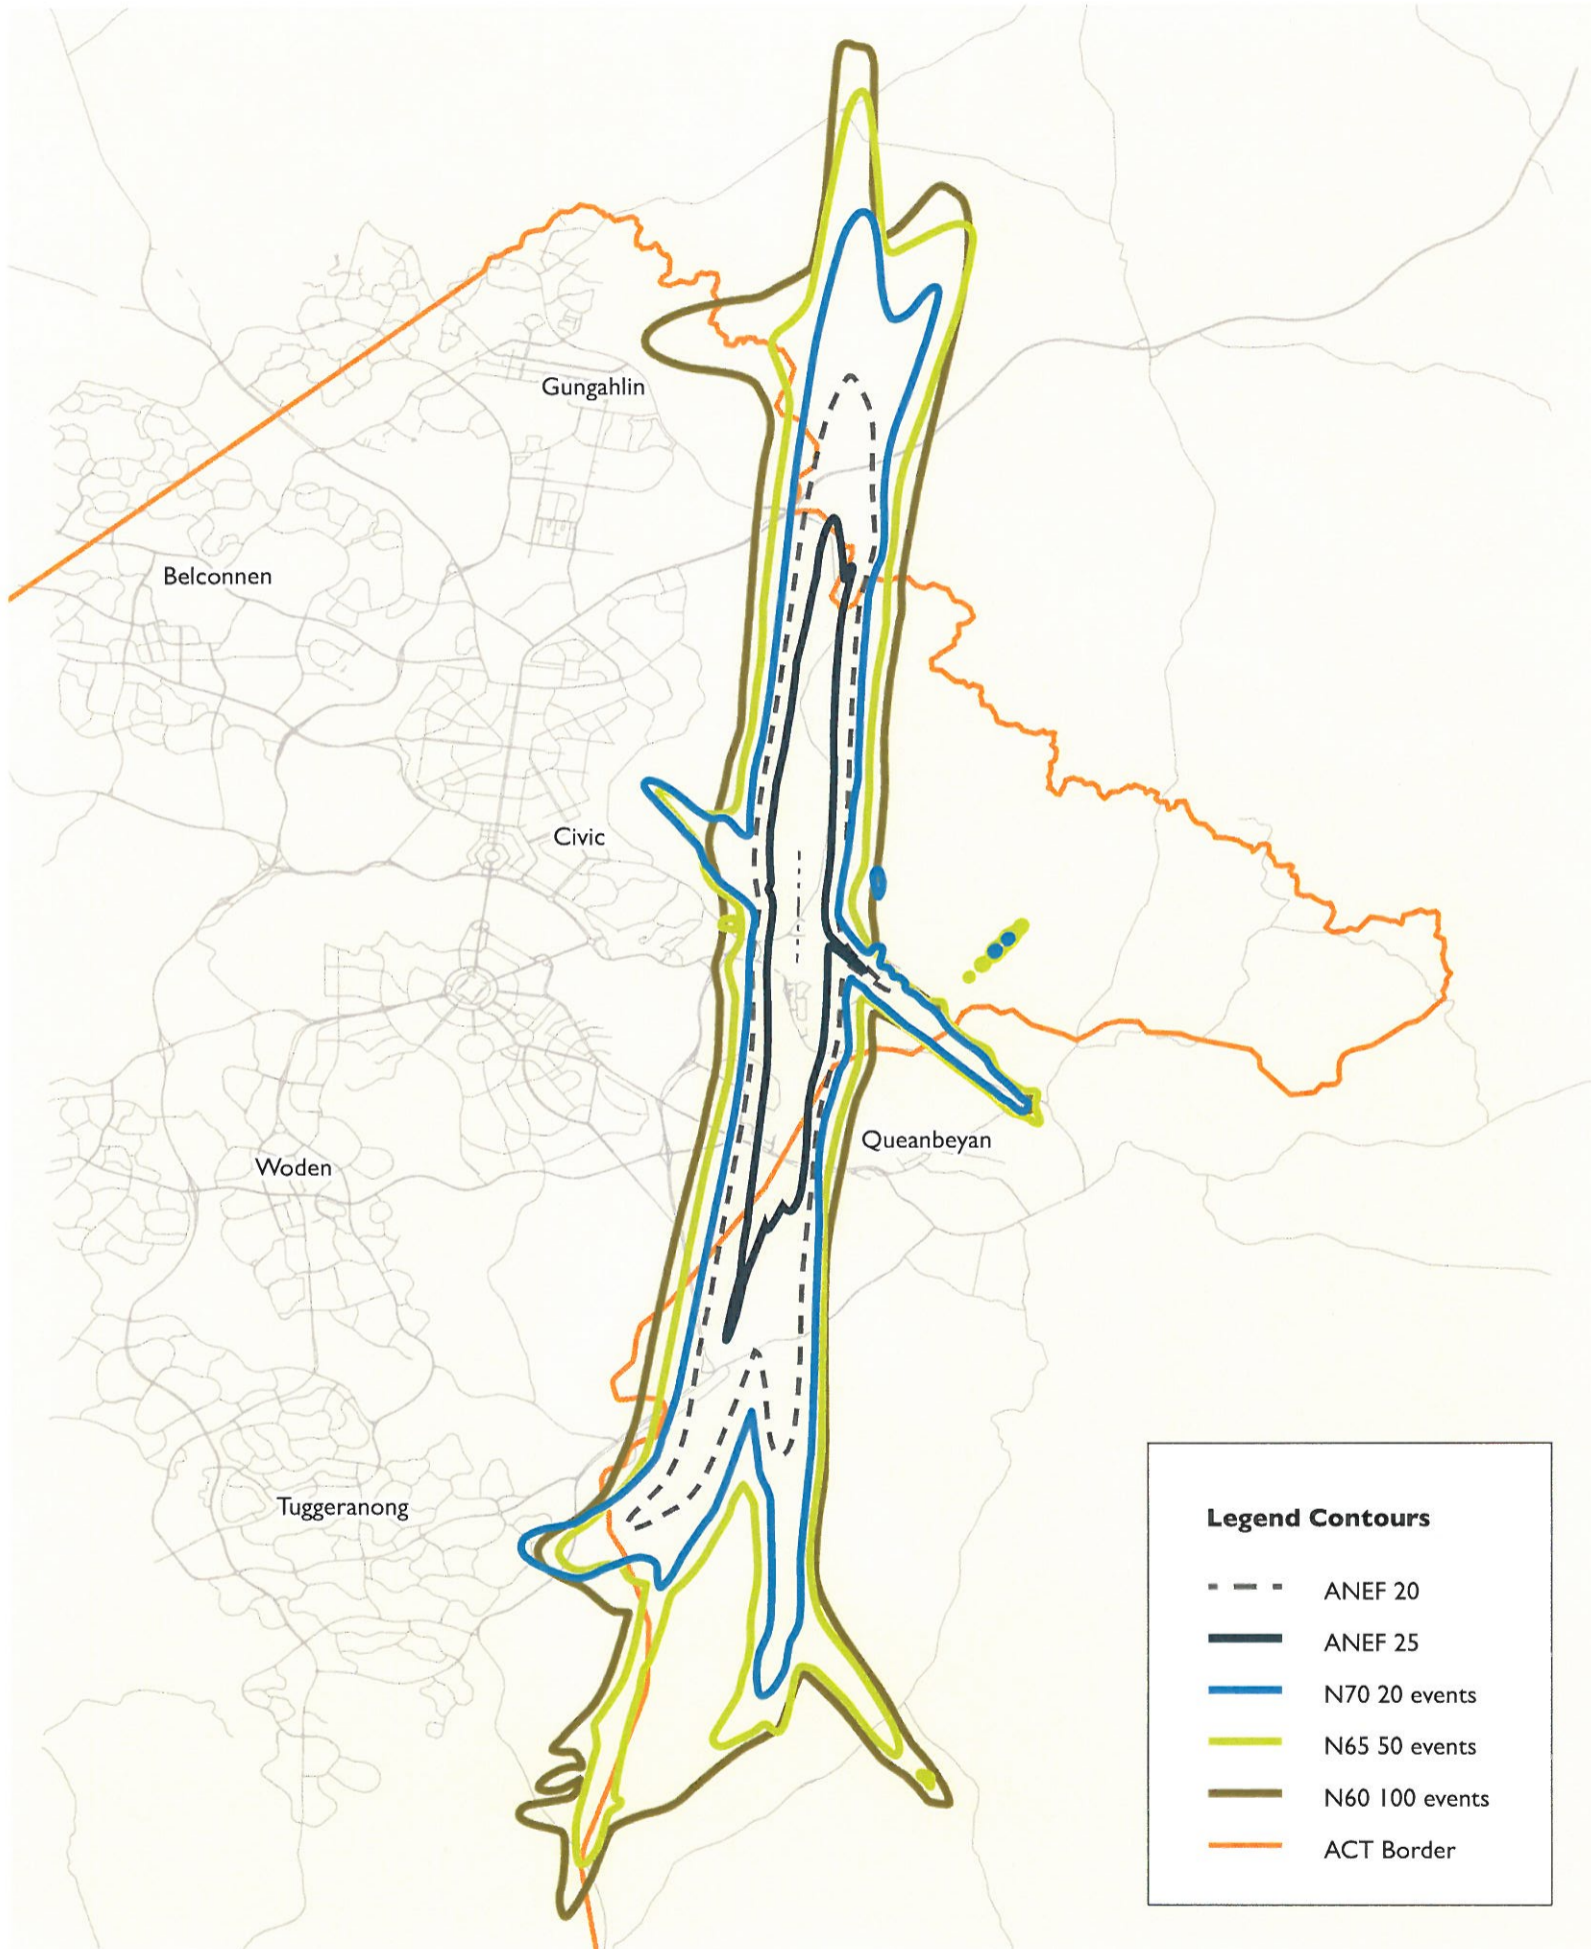 Gungahlin
Belconnen
Civic
Queanbeyan
Woden
Tuggeranong
Legend Contours
ANEF 20
ANEF 25
N70 20 events
N65 50 events
N60 100 events
ACT Border